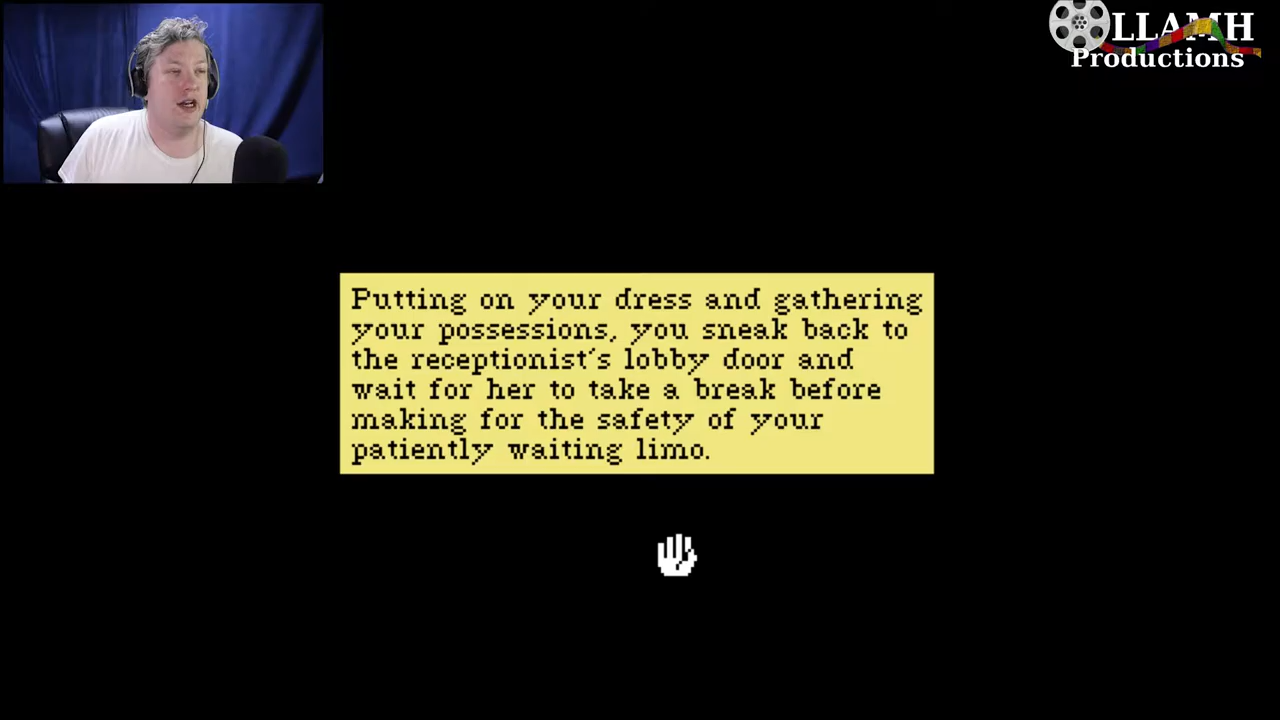 LLAMH
Productions
Putting on your dress and gathering
your possessions, you sneak back to
the receptionist's lobby door and
wait for her to take a break before
making for the safety of your
patiently waiting limo.